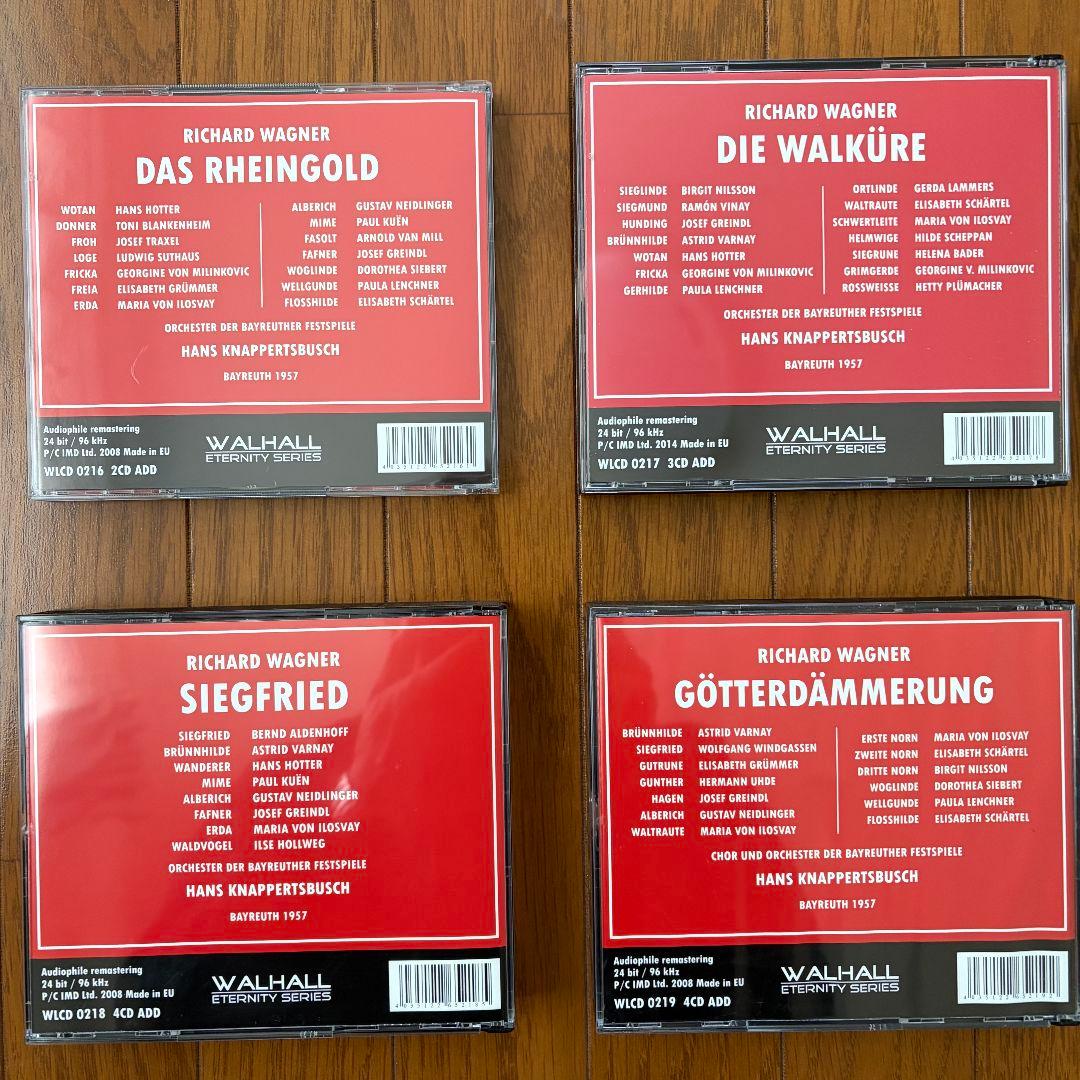 RICHARD WAGNER
DAS RHEINGOLD
WOTAN HANS HOTTER
DONNER TONI BLANKENHEIM
FROH JOSEF TRAXEL
LOGE LUDWIG SUTHAUS
FRICKA GEORGINE VON MILINKOVIC
FREIA ELISABETH GRÜMMER
ERDA MARIA VON ILOSVAY
ALBERICH GUSTAV NEIDLINGER
MIME PAUL KUËN
FASOLT ARNOLD VAN MILL
FAFNER JOSEF GREINDL
WOGLINDE DOROTHEA SIEBERT
WELLGUNDE PAULA LENCHNER
FLOSSHILDE ELISABETH SCHÄRTEL
ORCHESTER DER BAYREUTHER FESTSPIELE
HANS KNAPPERTSBUSCH
BAYREUTH 1957
Audiophile remastering
24 bit / 96 kHz
P/C IMD Ltd. 2008 Made in EU
WLCD 0216 2CD ADD
WALHALL
ETERNITY SERIES
4 035122 652161
RICHARD WAGNER
DIE WALKÜRE
SIEGLINDE BIRGIT NILSSON
SIEGMUND RAMÓN VINAY
HUNDING JOSEF GREINDL
BRÜNNHILDE ASTRID VARNAY
WOTAN HANS HOTTER
FRICKA GEORGINE VON MILINKOVIC
GERHILDE PAULA LENCHNER
ORTLINDE GERDA LAMMERS
WALTRAUTE ELISABETH SCHÄRTEL
SCHWERTLEITE MARIA VON ILOSVAY
HELMWIGE HILDE SCHEPPAN
SIEGRUNE HELENA BADER
GRIMGERDE GEORGINE V. MILINKOVIC
ROSSWEISSE HETTY PLÜMACHER
ORCHESTER DER BAYREUTHER FESTSPIELE
HANS KNAPPERTSBUSCH
BAYREUTH 1957
Audiophile remastering
24 bit / 96 kHz
P/C IMD Ltd. 2014 Made in EU
WLCD 0217 3CD ADD
WALHALL
ETERNITY SERIES
4 035122 652178
RICHARD WAGNER
SIEGFRIED
SIEGFRIED BERND ALDENHOFF
BRÜNNHILDE ASTRID VARNAY
WANDERER HANS HOTTER
MIME PAUL KUËN
ALBERICH GUSTAV NEIDLINGER
FAFNER JOSEF GREINDL
ERDA MARIA VON ILOSVAY
WALDVOGEL ILSE HOLLWEG
ORCHESTER DER BAYREUTHER FESTSPIELE
HANS KNAPPERTSBUSCH
BAYREUTH 1957
Audiophile remastering
24 bit / 96 kHz
P/C IMD Ltd. 2008 Made in EU
WLCD 0218 4CD ADD
WALHALL
ETERNITY SERIES
4 035122 652185
RICHARD WAGNER
GÖTTERDÄMMERUNG
BRÜNNHILDE ASTRID VARNAY
SIEGFRIED WOLFGANG WINDGASSEN
GUTRUNE ELISABETH GRÜMMER
GUNTHER HERMANN UHDE
HAGEN JOSEF GREINDL
ALBERICH GUSTAV NEIDLINGER
WALTRAUTE MARIA VON ILOSVAY
ERSTE NORN MARIA VON ILOSVAY
ZWEITE NORN ELISABETH SCHÄRTEL
DRITTE NORN BIRGIT NILSSON
WOGLINDE DOROTHEA SIEBERT
WELLGUNDE PAULA LENCHNER
FLOSSHILDE ELISABETH SCHÄRTEL
CHOR UND ORCHESTER DER BAYREUTHER FESTSPIELE
HANS KNAPPERTSBUSCH
BAYREUTH 1957
Audiophile remastering
24 bit / 96 kHz
P/C IMD Ltd. 2008 Made in EU
WLCD 0219 4CD ADD
WALHALL
ETERNITY SERIES
4 035122 652192